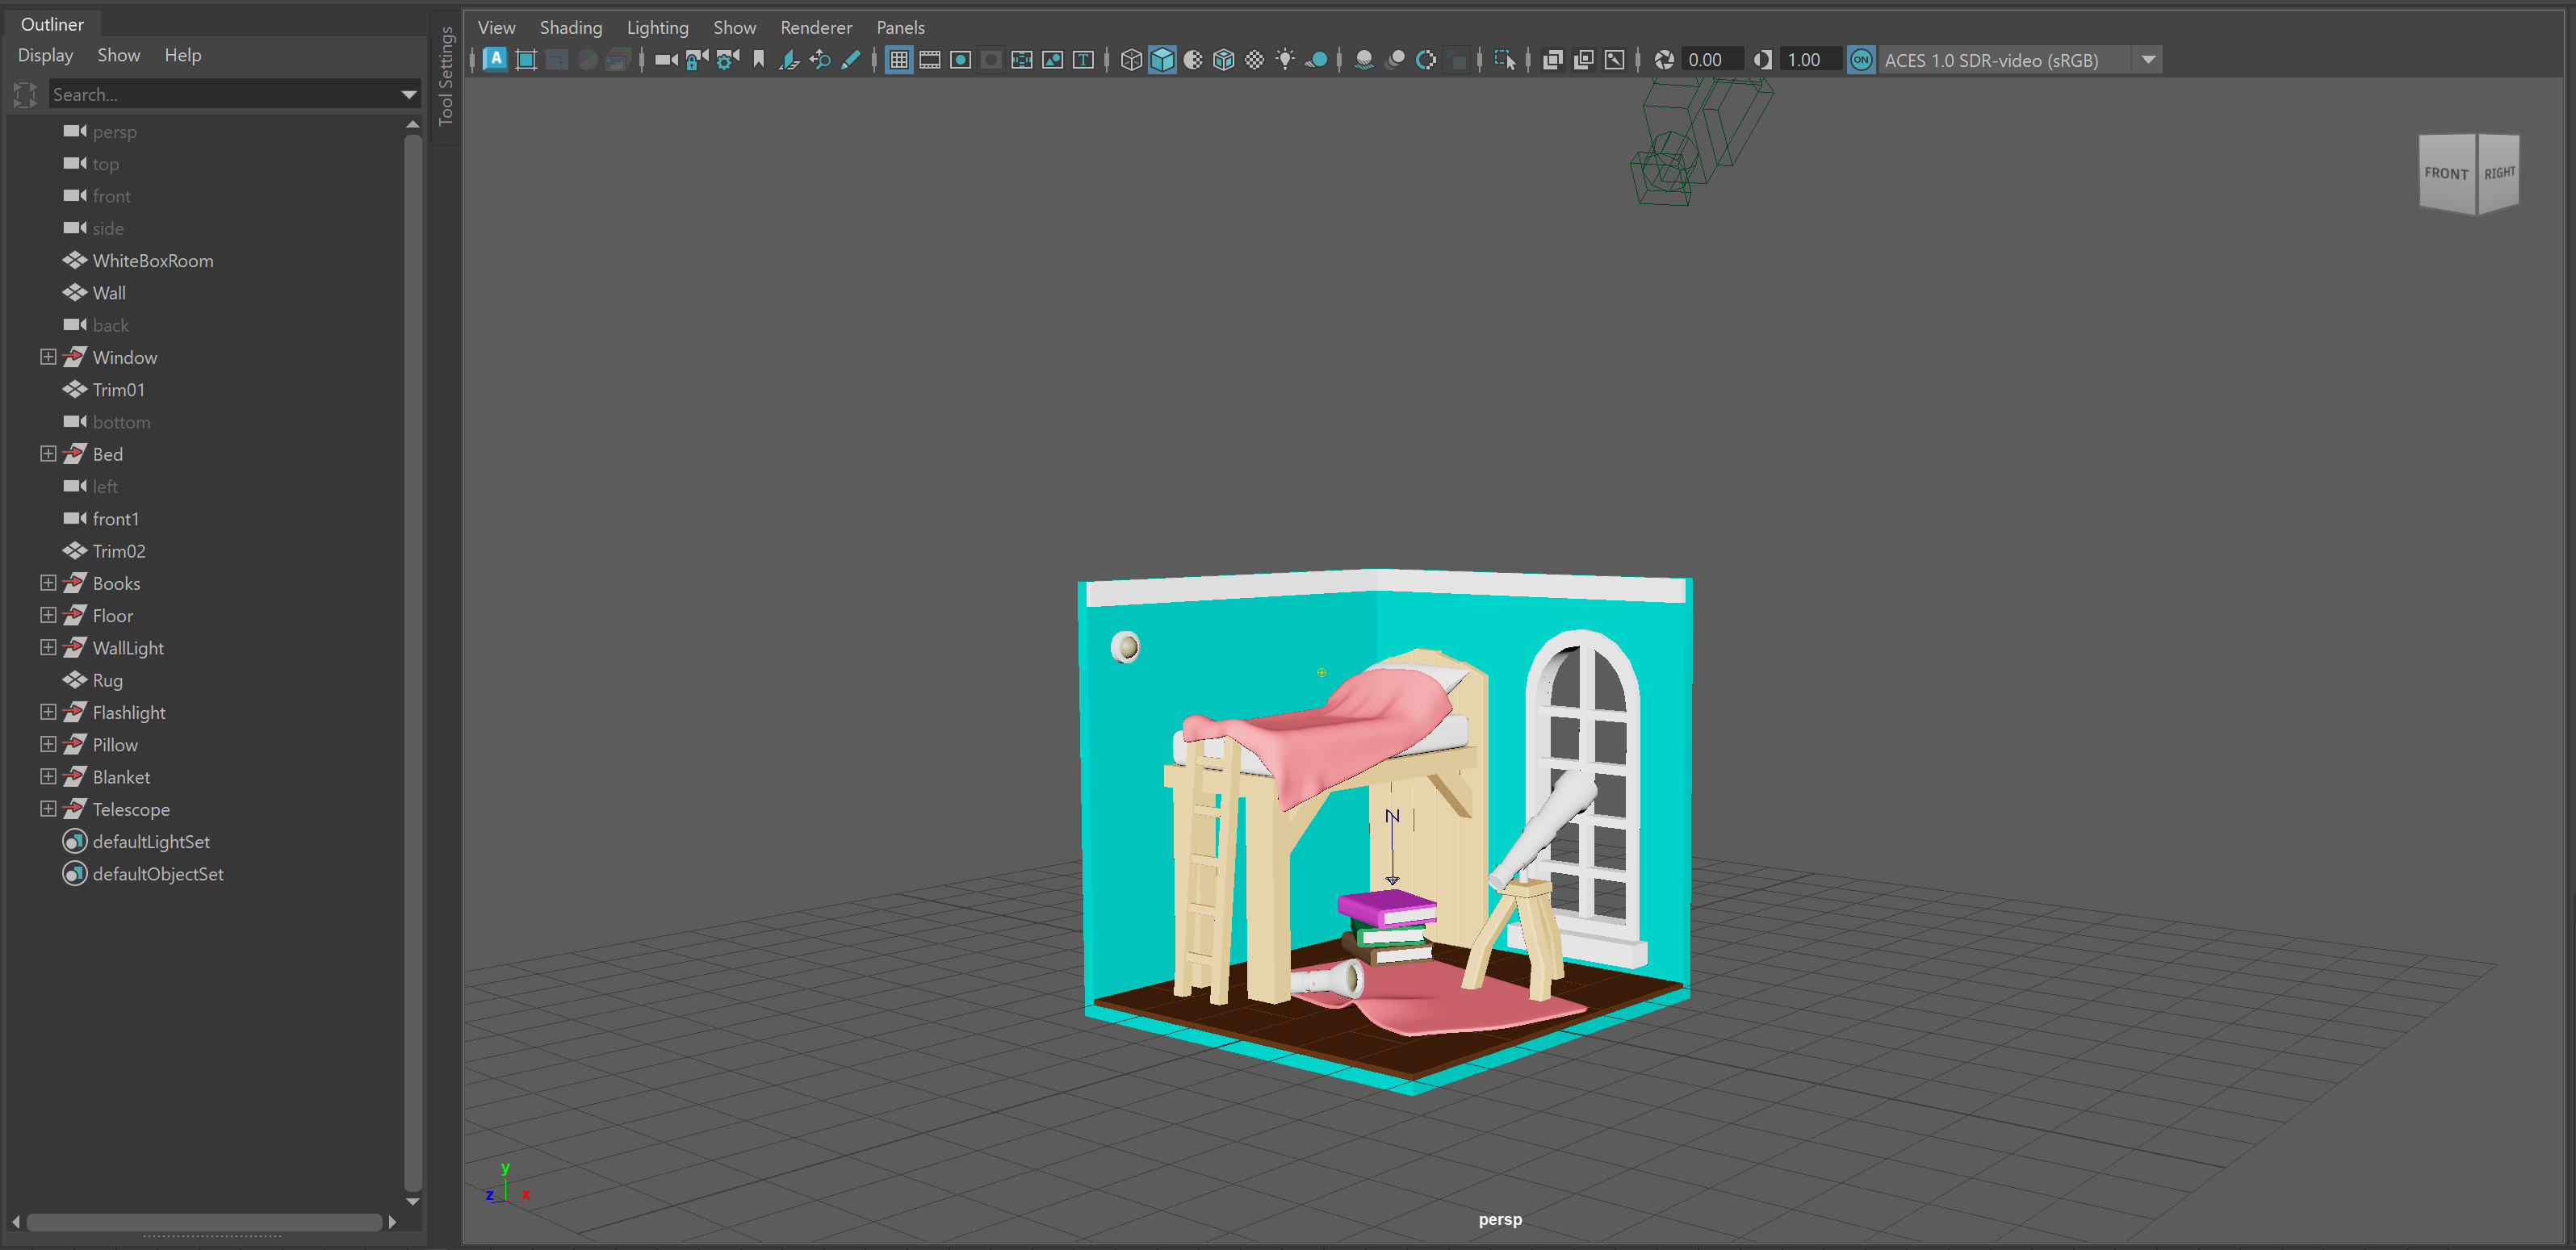 Outliner
Display Show Help
Search...
persp
top
front
side
WhiteBoxRoom
Wall
back
Window
Trim01
bottom
Bed
left
front1
Trim02
Books
Floor
WallLight
Rug
Flashlight
Pillow
Blanket
Telescope
defaultLightSet
defaultObjectSet
Tool Settings
View Shading Lighting Show Renderer Panels
A T 0.00 1.00 ON ACES 1.0 SDR-video (sRGB)
FRONT RIGHT
N
y
z x
persp